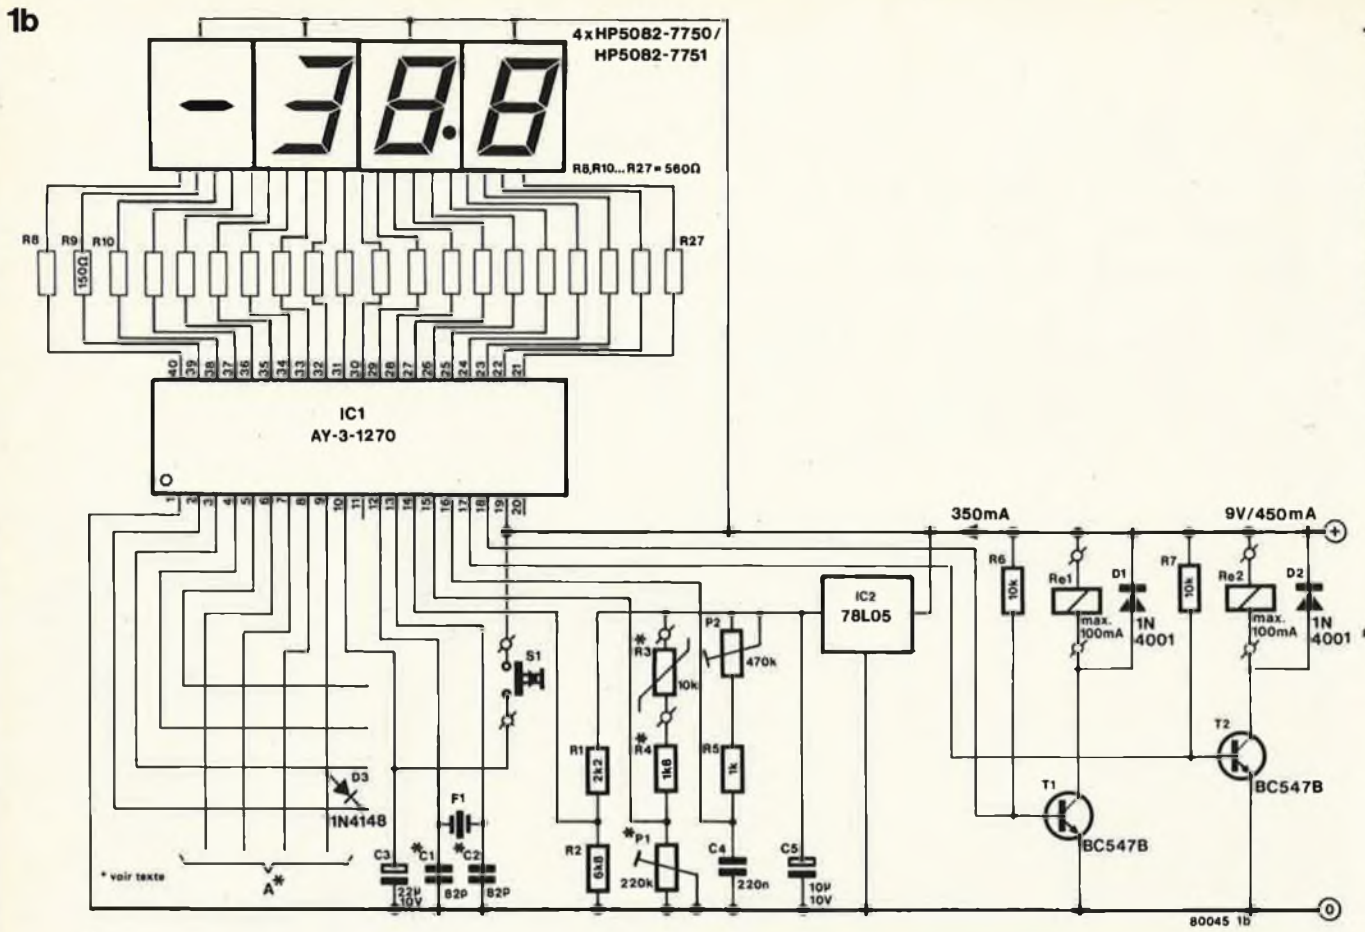 1b
4xHP5082-7750/
HP5082-7751
R8,R10...R27=560Ω
R8
R9
150Ω
R10
R27
40 39 38 37 36 35 34 33 32 31 30 29 28 27 26 25 24 23 22 21
IC1
AY-3-1270
1 2 3 4 5 6 7 8 9 10 11 12 13 14 15 16 17 18 19 20
350mA
9V/450mA
+
R6
10k
Re1
max.
100mA
D1
1N
4001
R7
10k
Re2
max.
100mA
D2
1N
4001
IC2
78L05
P2
470k
*
R3
10k
S1
R1
2k2
*
R4
1k8
R5
1k
T2
BC547B
T1
BC547B
D3
1N4148
F1
* voir texte
A*
C3
22µ
10V
*
C1
82p
*
C2
82p
R2
6k8
*
P1
220k
C4
220n
C5
10µ
10V
0
80045 1b